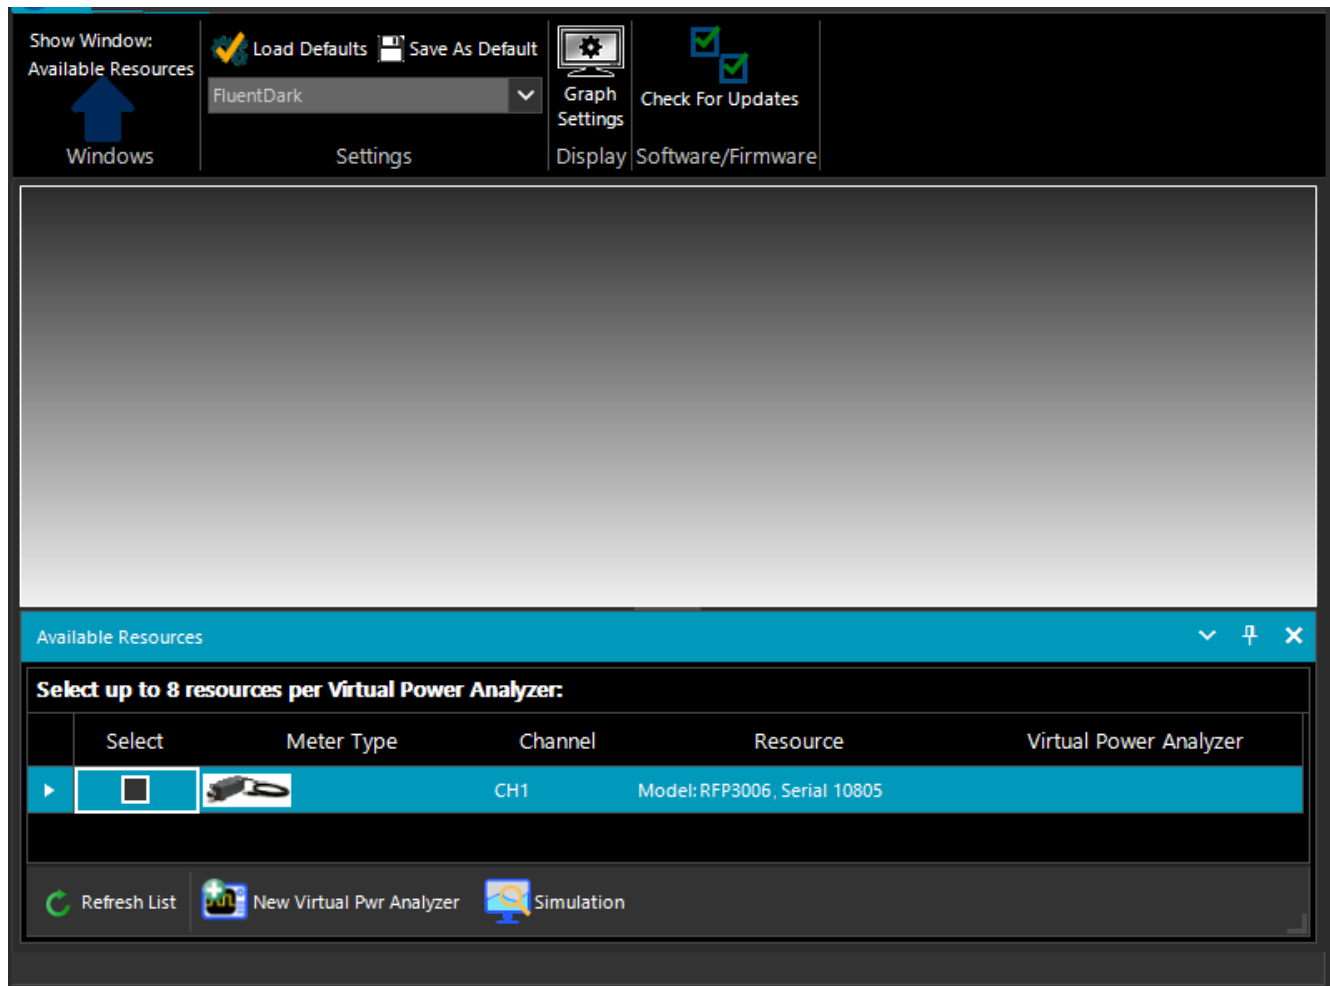 Show Window:
Available Resources
Load Defaults
Save As Default
FluentDark
Graph
Settings
Check For Updates
Windows
Settings
Display
Software/Firmware
Available Resources
Select up to 8 resources per Virtual Power Analyzer:
Select
Meter Type
Channel
Resource
Virtual Power Analyzer
CH1
Model: RFP3006, Serial 10805
Refresh List
New Virtual Pwr Analyzer
Simulation